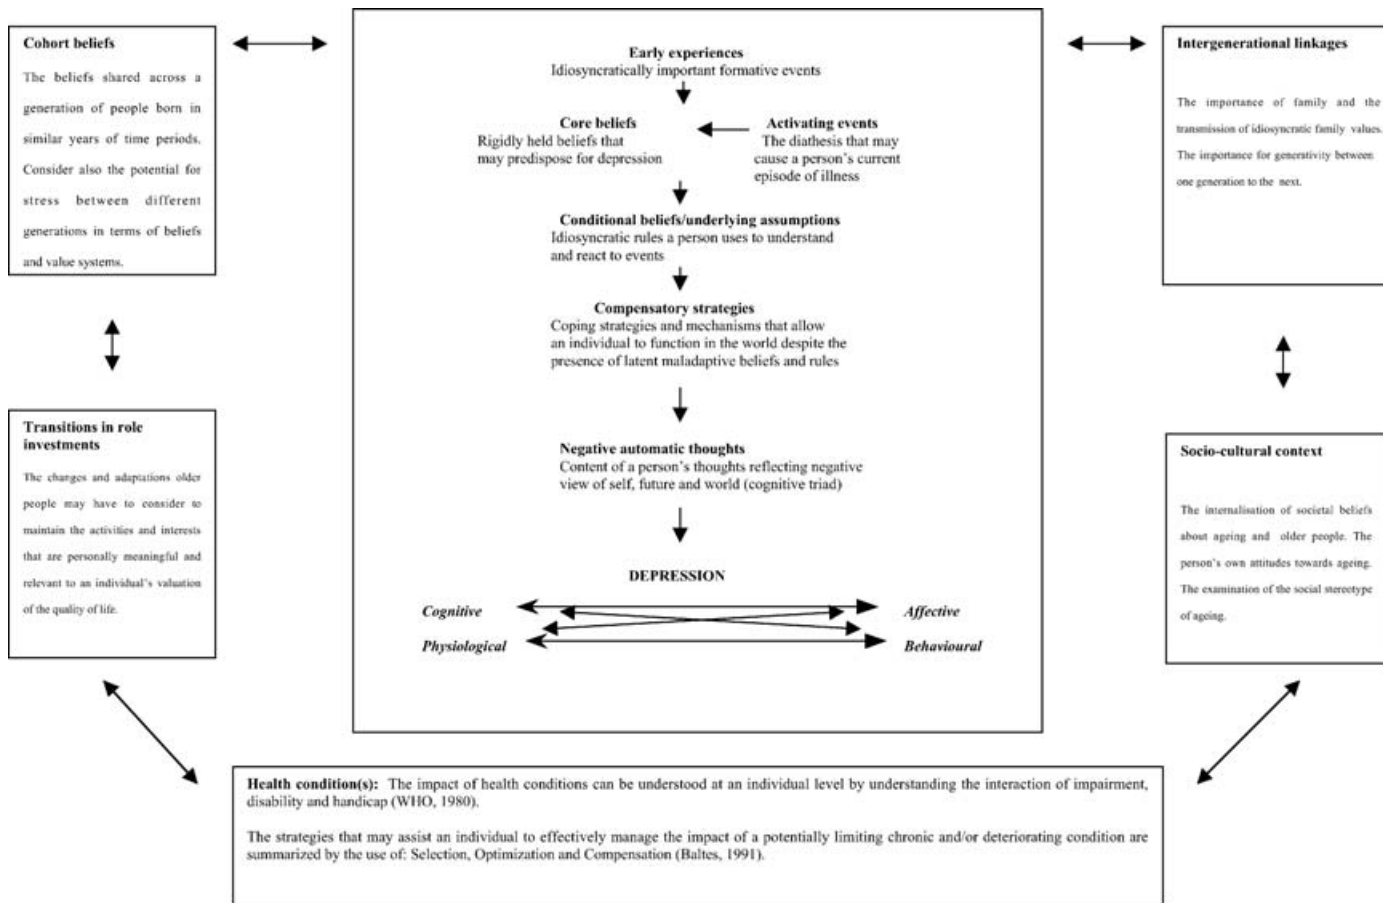 Cohort beliefs
The beliefs shared across a
generation of people born in
similar years of time periods.
Consider also the potential for
stress between different
generations in terms of beliefs
and value systems.
Transitions in role
investments
The changes and adaptations older
people may have to consider to
maintain the activities and interests
that are personally meaningful and
relevant to an individual's valuation
of the quality of life.
Early experiences
Idiosyncratically important formative events
Core beliefs
Rigidly held beliefs that
may predispose for depression
Activating events
The diathesis that may
cause a person's current
episode of illness
Conditional beliefs/underlying assumptions
Idiosyncratic rules a person uses to understand
and react to events
Compensatory strategies
Coping strategies and mechanisms that allow
an individual to function in the world despite the
presence of latent maladaptive beliefs and rules
Negative automatic thoughts
Content of a person's thoughts reflecting negative
view of self, future and world (cognitive triad)
DEPRESSION
Cognitive
Affective
Physiological
Behavioural
Intergenerational linkages
The importance of family and the
transmission of idiosyncratic family values.
The importance for generativity between
one generation to the next.
Socio-cultural context
The internalisation of societal beliefs
about ageing and older people. The
person's own attitudes towards ageing.
The examination of the social stereotype
of ageing.
Health condition(s): The impact of health conditions can be understood at an individual level by understanding the interaction of impairment,
disability and handicap (WHO, 1980).
The strategies that may assist an individual to effectively manage the impact of a potentially limiting chronic and/or deteriorating condition are
summarized by the use of: Selection, Optimization and Compensation (Baltes, 1991).